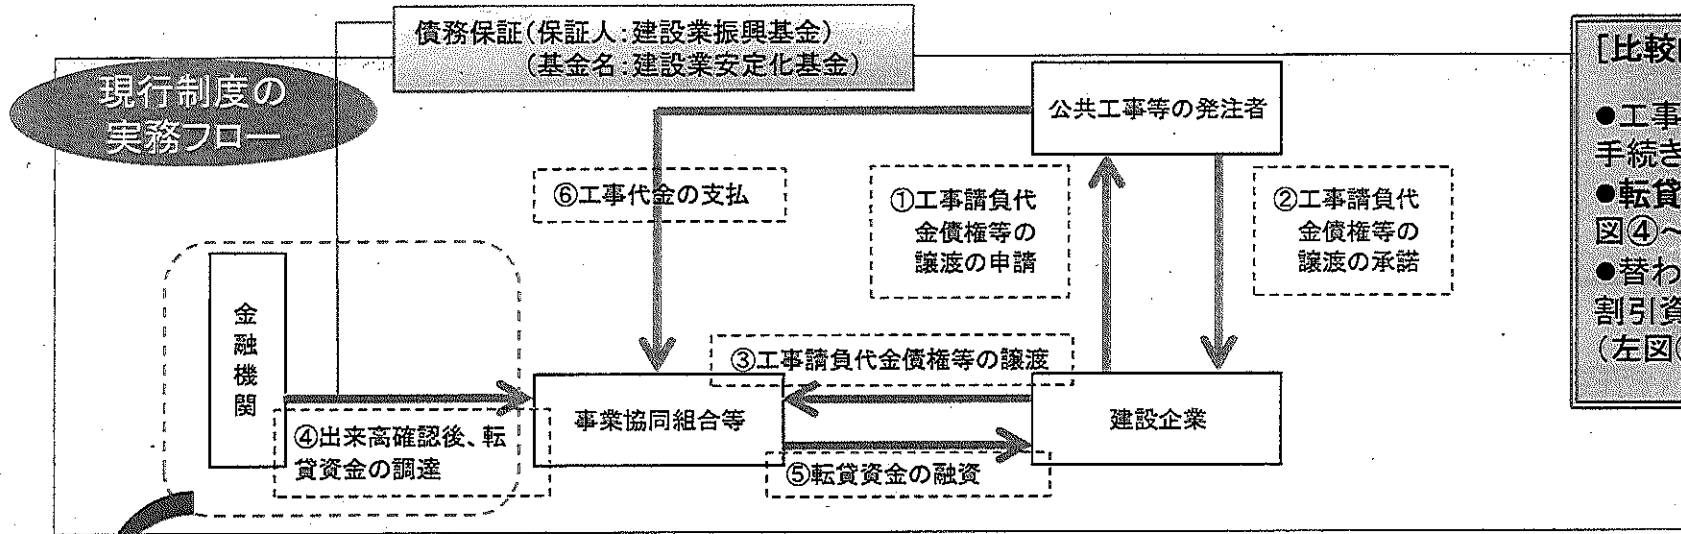 債務保証(保証人:建設業振興基金)
(基金名:建設業安定化基金)
現行制度の
実務フロー
公共工事等の発注者
⑥工事代金の支払
①工事請負代
金債権等の
譲渡の申請
②工事請負代
金債権等の
譲渡の承諾
金融機関
③工事請負代金債権等の譲渡
事業協同組合等
建設企業
④出来高確認後、転
貸資金の調達
⑤転貸資金の融資
[比較
●工事
手続き
●転貸
図④~
●替わ
割引資
(左図